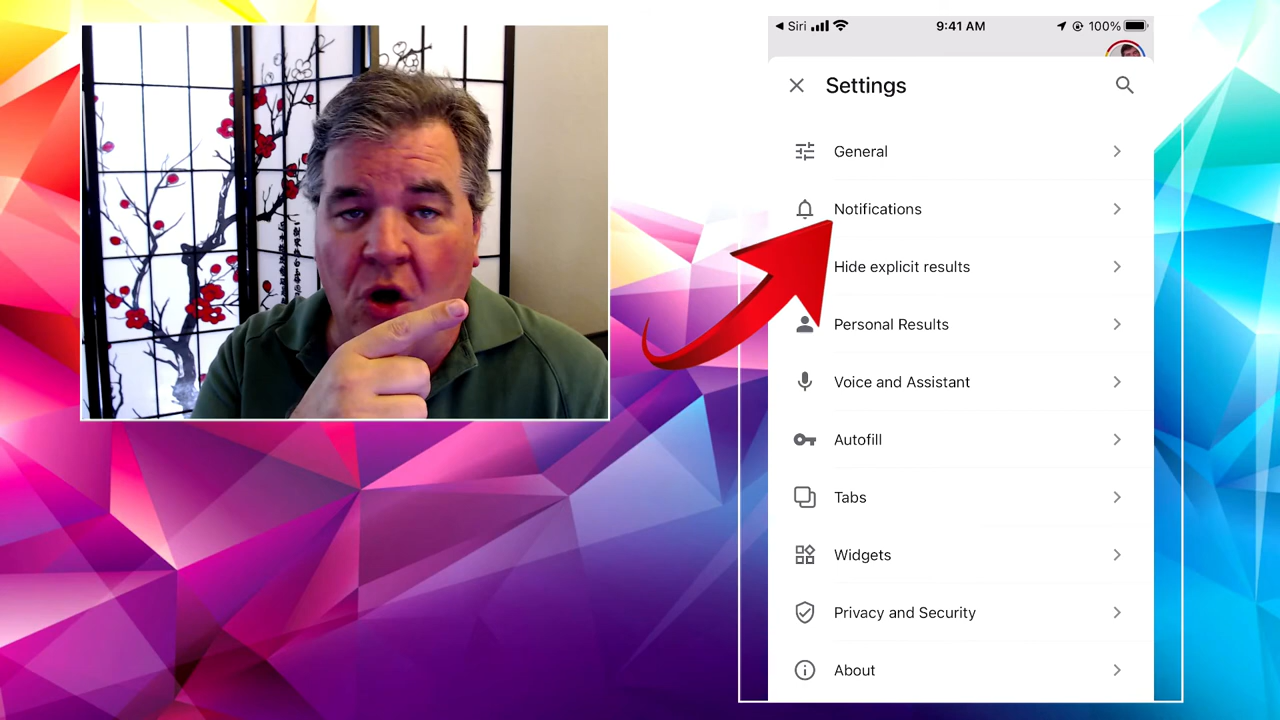 Siri 9:41 AM 100%
Settings
General
Notifications
Hide explicit results
Personal Results
Voice and Assistant
Autofill
Tabs
Widgets
Privacy and Security
About